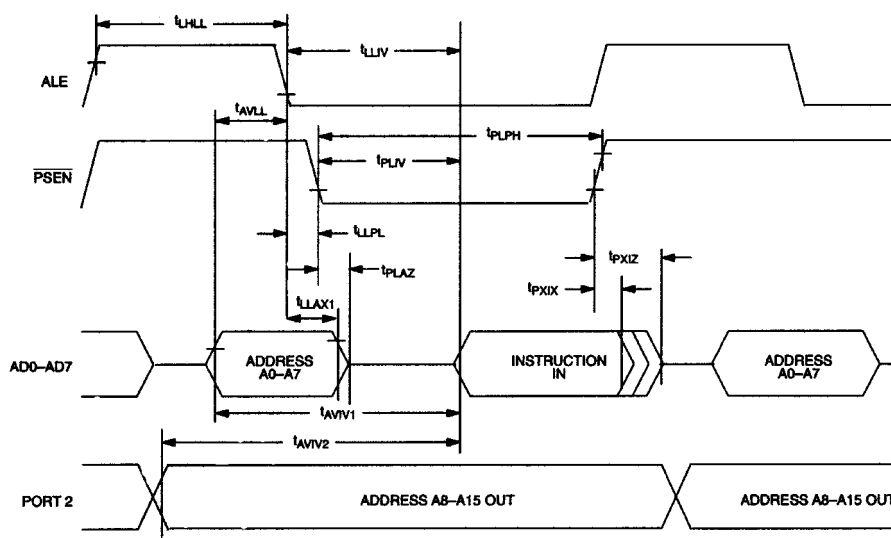 tLHLL
tLLIV
ALE
tAVLL
tPLPH
PSEN
tPLIV
tLLPL
tPXIZ
tPLAZ
tPXIX
tLLAX1
AD0–AD7
ADDRESS
A0–A7
INSTRUCTION
IN
ADDRESS
A0–A7
tAVIV1
tAVIV2
PORT 2
ADDRESS A8–A15 OUT
ADDRESS A8–A15 OUT